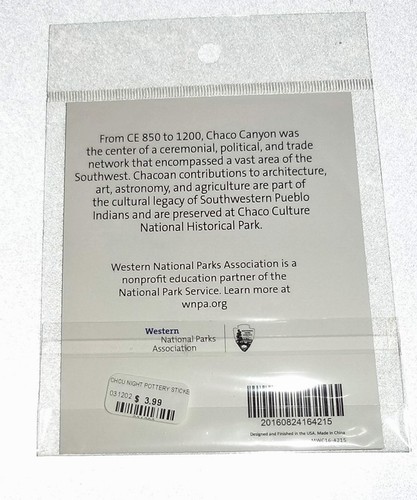 From CE 850 to 1200, Chaco Canyon was
the center of a ceremonial, political, and trade
network that encompassed a vast area of the
Southwest. Chacoan contributions to architecture,
art, astronomy, and agriculture are part of
the cultural legacy of Southwestern Pueblo
Indians and are preserved at Chaco Culture
National Historical Park.
Western National Parks Association is a
nonprofit education partner of the
National Park Service. Learn more at
wnpa.org
Western
National Parks
Association
NIGHT POTTERY STICKE
031202 $ 3.99
20160824164215
Designed and Finished in the USA, Made in China